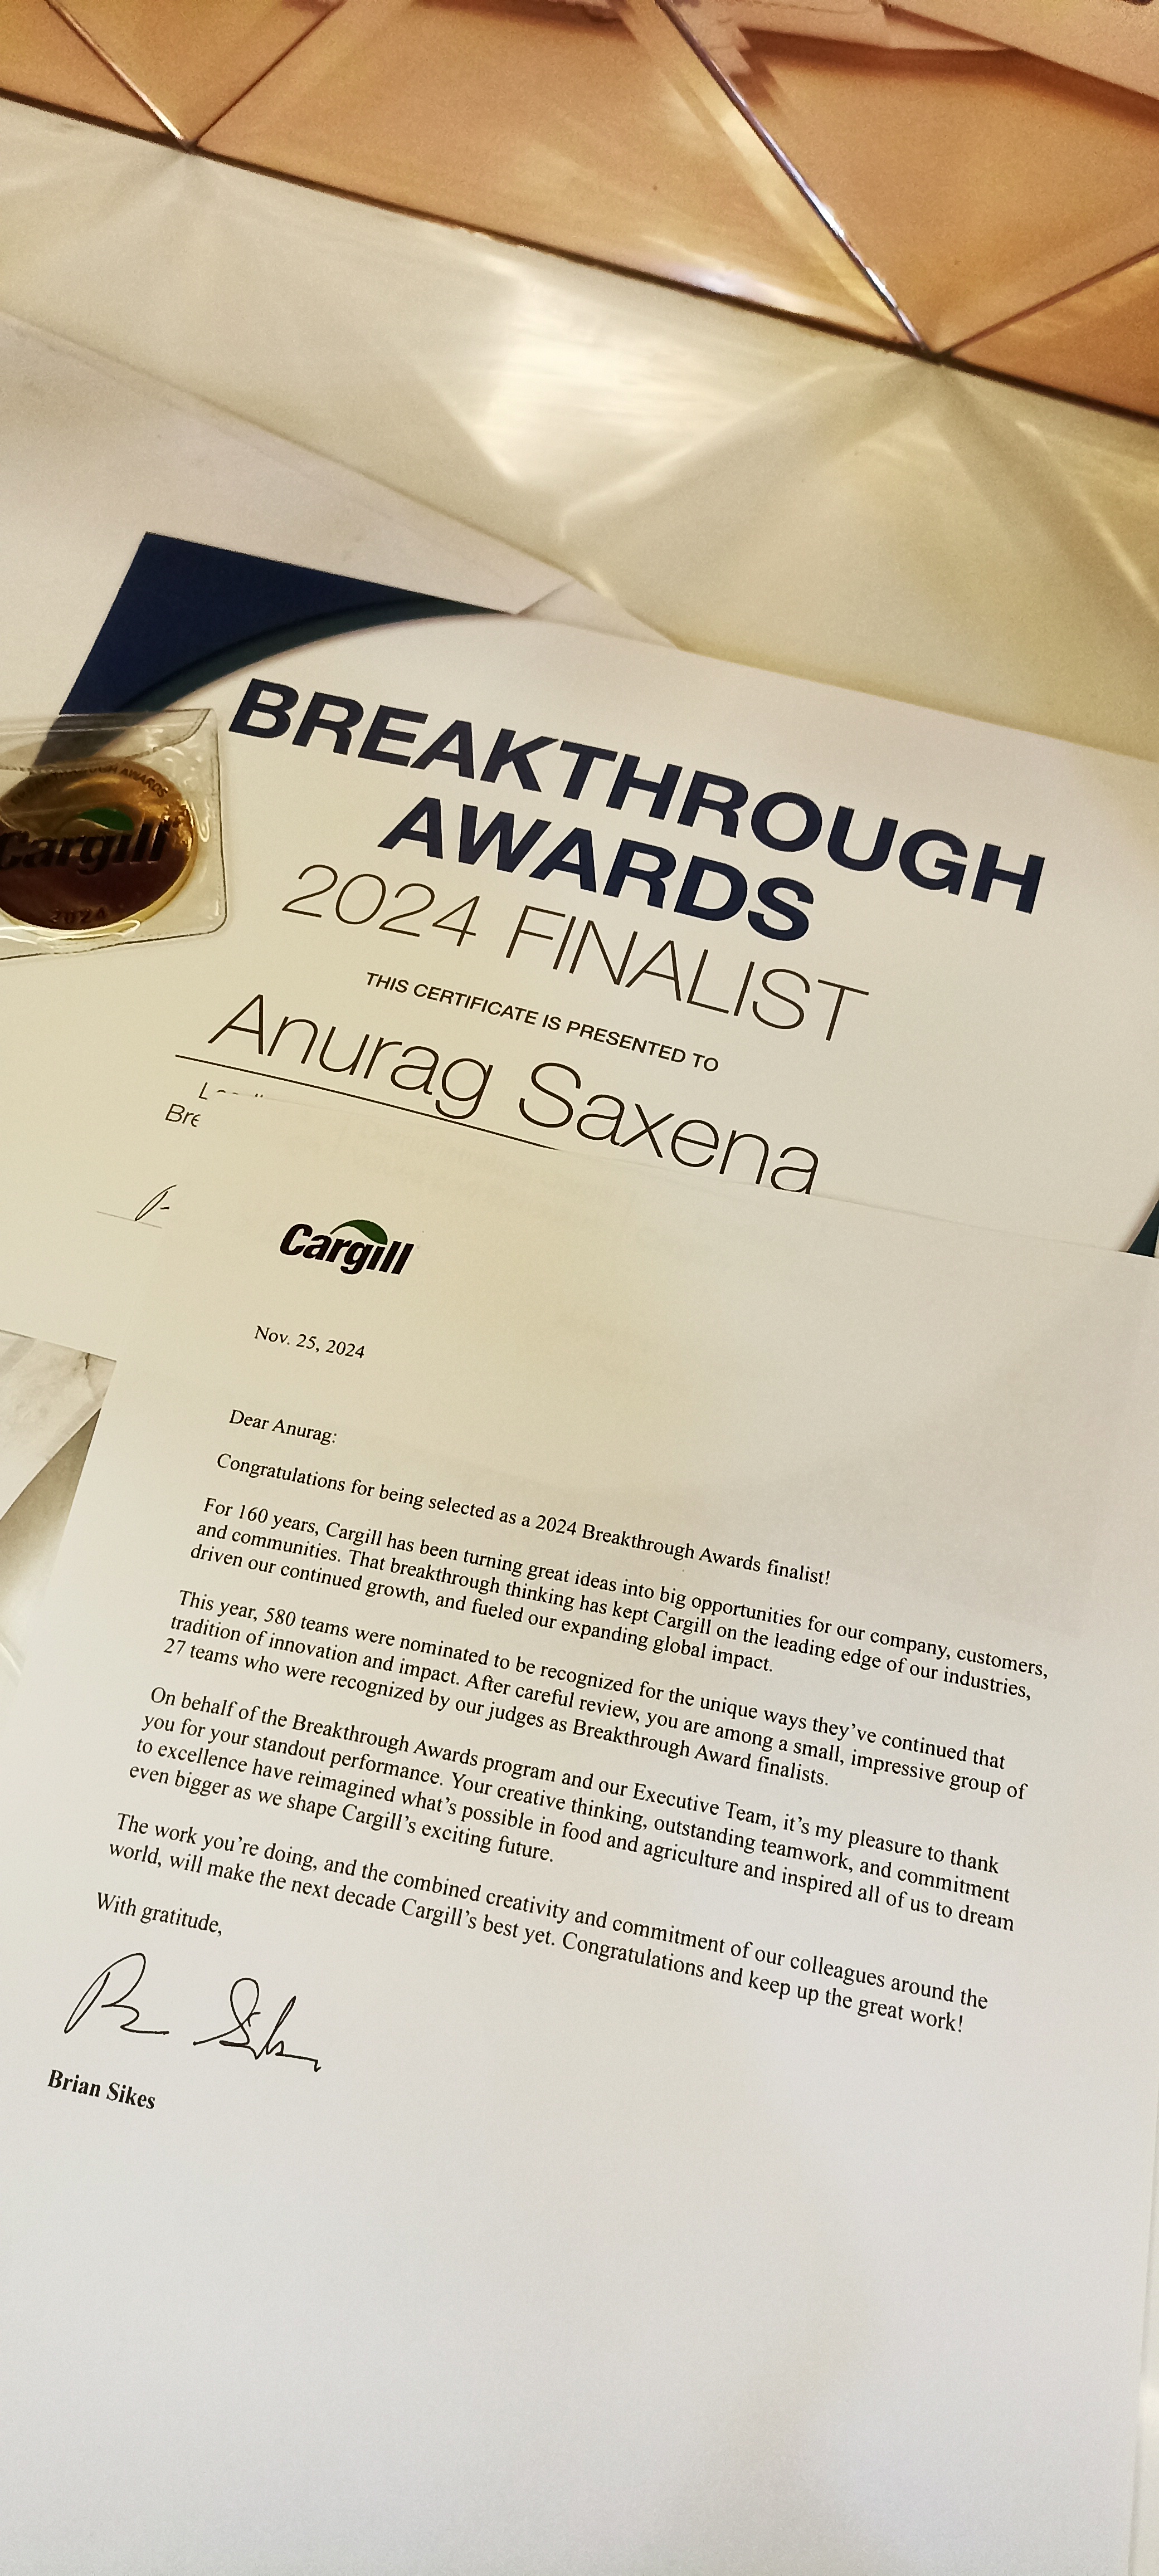 BREAKTHROUGH
AWARDS
2024 FINALIST
THIS CERTIFICATE IS PRESENTED TO
Anurag Saxena
BREAKTHROUGH AWARDS
Cargill
2024
Cargill
Nov. 25, 2024
Dear Anurag:
Congratulations for being selected as a 2024 Breakthrough Awards finalist!
For 160 years, Cargill has been turning great ideas into big opportunities for our company, customers,
and communities. That breakthrough thinking has kept Cargill on the leading edge of our industries,
driven our continued growth, and fueled our expanding global impact.
This year, 580 teams were nominated to be recognized for the unique ways they’ve continued that
tradition of innovation and impact. After careful review, you are among a small, impressive group of
27 teams who were recognized by our judges as Breakthrough Award finalists.
On behalf of the Breakthrough Awards program and our Executive Team, it’s my pleasure to thank
you for your standout performance. Your creative thinking, outstanding teamwork, and commitment
to excellence have reimagined what’s possible in food and agriculture and inspired all of us to dream
even bigger as we shape Cargill’s exciting future.
The work you’re doing, and the combined creativity and commitment of our colleagues around the
world, will make the next decade Cargill’s best yet. Congratulations and keep up the great work!
With gratitude,
Brian Sikes